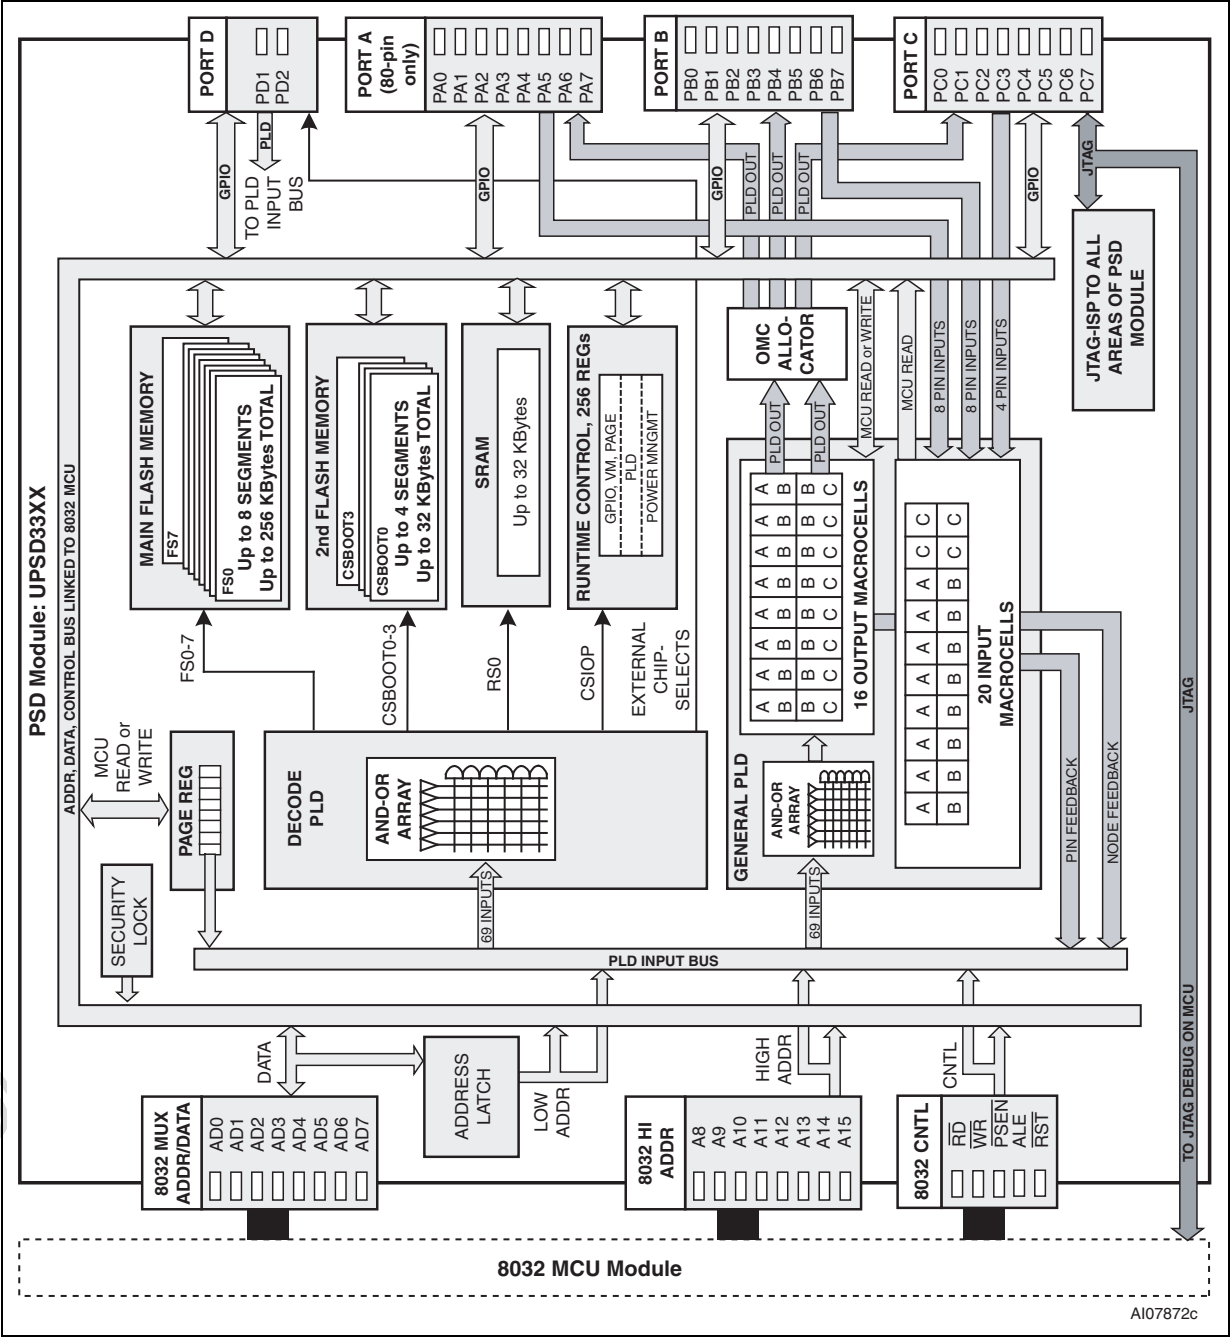 PORT D
PD1
PD2
PORT A
(80-pin
only)
PA0
PA1
PA2
PA3
PA4
PA5
PA6
PA7
PORT B
PB0
PB1
PB2
PB3
PB4
PB5
PB6
PB7
PORT C
PC0
PC1
PC2
PC3
PC4
PC5
PC6
PC7
GPIO
PLD
TO PLD
INPUT
BUS
GPIO
GPIO
PLD OUT
PLD OUT
PLD OUT
GPIO
JTAG
JTAG-ISP TO ALL
AREAS OF PSD
MODULE
PSD Module: UPSD33XX
ADDR, DATA, CONTROL BUS LINKED TO 8032 MCU
MAIN FLASH MEMORY
FS7
FS0
Up to 8 SEGMENTS
Up to 256 KBytes TOTAL
2nd FLASH MEMORY
CSBOOT3
CSBOOT0
Up to 4 SEGMENTS
Up to 32 KBytes TOTAL
SRAM
Up to 32 KBytes
RUNTIME CONTROL, 256 REGs
GPIO, VM, PAGE
PLD
POWER MNGMT
OMC
ALLO-
CATOR
MCU READ or WRITE
MCU READ
8 PIN INPUTS
8 PIN INPUTS
4 PIN INPUTS
PLD OUT
PLD OUT
A A A A A A A A
B B B B B B B B
B B B B B B B B
C C C C C C C C
16 OUTPUT MACROCELLS
A A A A A A A A C C
B B B B B B B B C C
20 INPUT
MACROCELLS
FS0-7
CSBOOT0-3
RS0
CSIOP
EXTERNAL
CHIP-
SELECTS
MCU
READ or
WRITE
PAGE REG
DECODE
PLD
AND-OR
ARRAY
GENERAL PLD
AND-OR
ARRAY
69 INPUTS
69 INPUTS
PIN FEEDBACK
NODE FEEDBACK
JTAG
SECURITY
LOCK
PLD INPUT BUS
DATA
ADDRESS
LATCH
LOW
ADDR
HIGH
ADDR
CNTL
TO JTAG DEBUG ON MCU
8032 MUX
ADDR/DATA
AD0
AD1
AD2
AD3
AD4
AD5
AD6
AD7
8032 HI
ADDR
A8
A9
A10
A11
A12
A13
A14
A15
8032 CNTL
RD
WR
PSEN
ALE
RST
8032 MCU Module
AI07872c